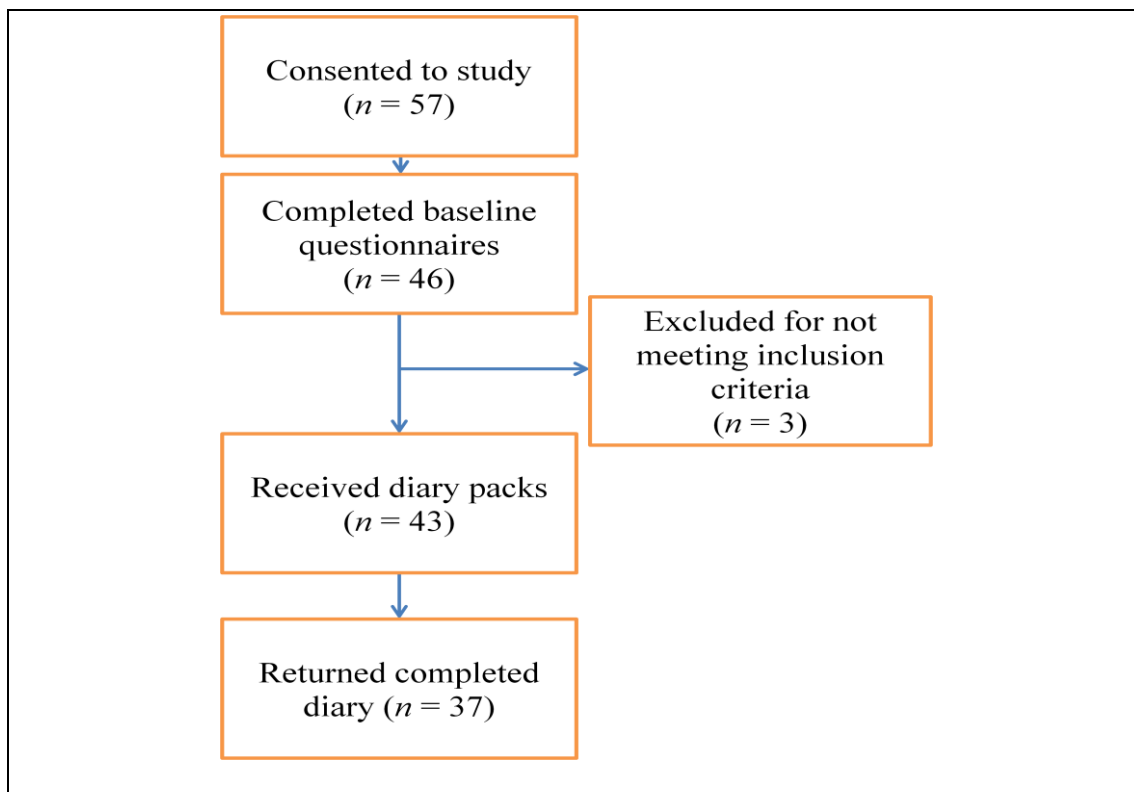 Consented to study
(n = 57)
Completed baseline
questionnaires
(n = 46)
Excluded for not
meeting inclusion
criteria
(n = 3)
Received diary packs
(n = 43)
Returned completed
diary (n = 37)